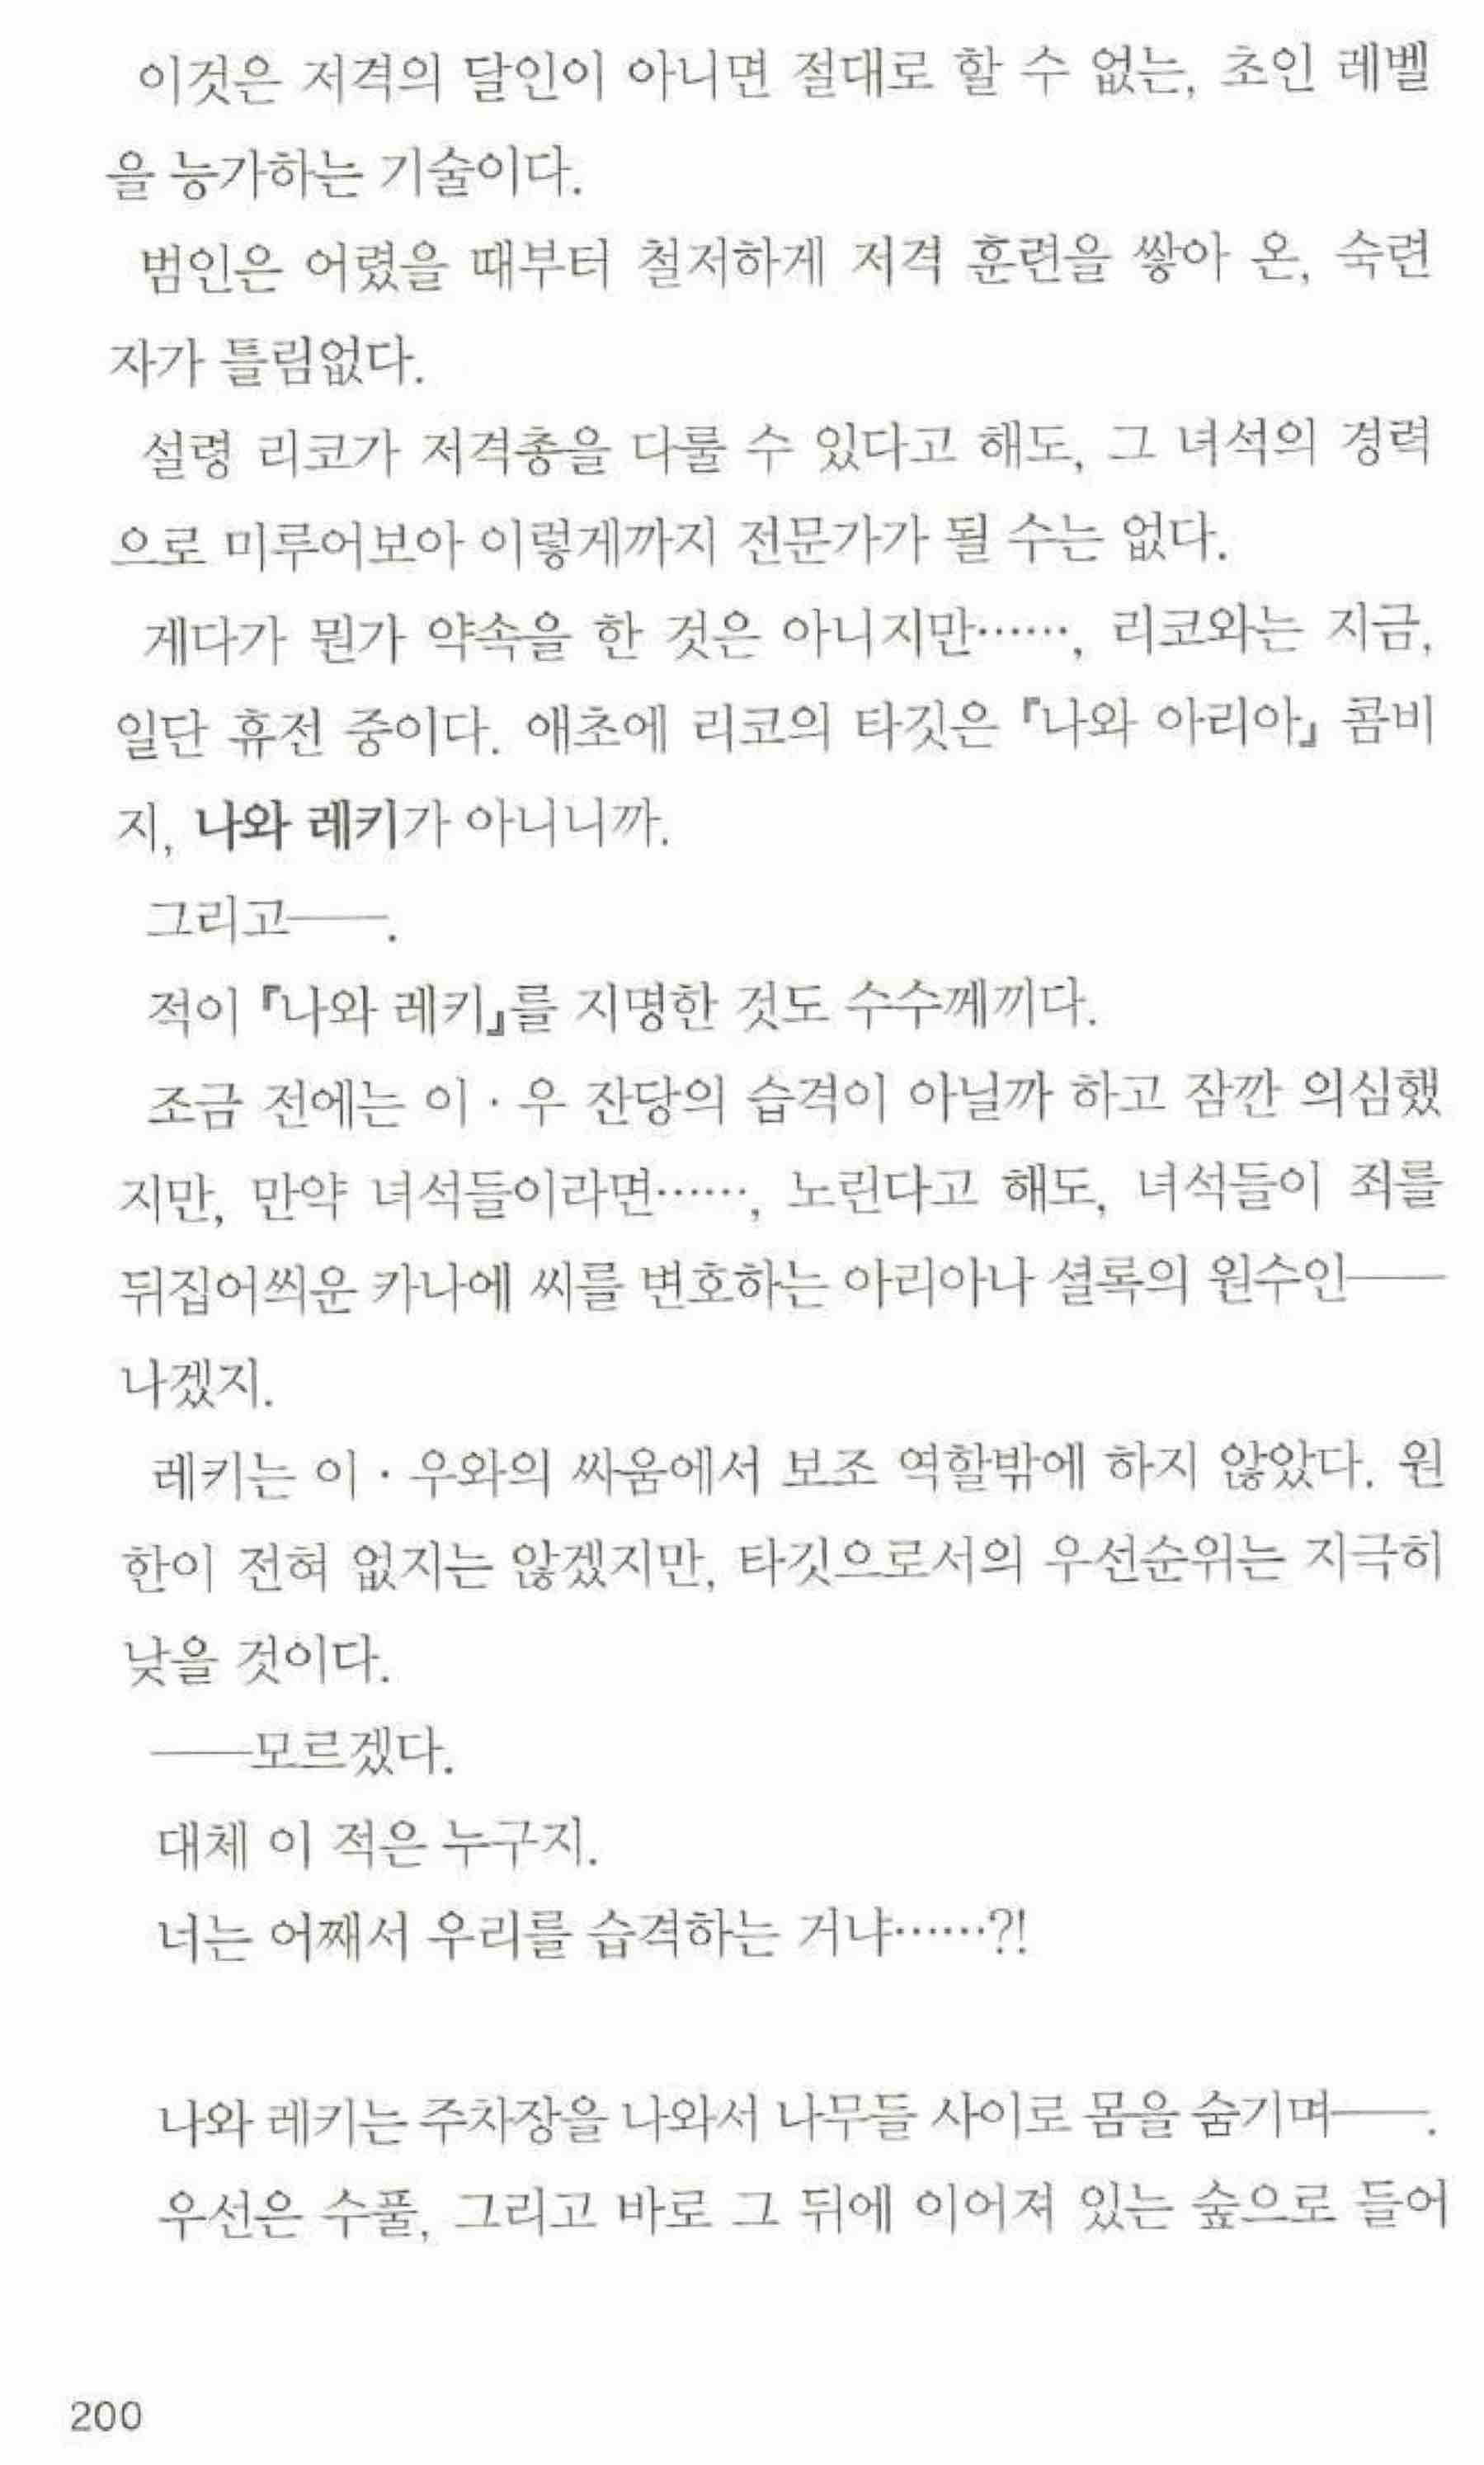 이것은 저격의 달인이 아니면 절대로 할 수 없는, 초인 레벨
을 능가하는 기술이다.
범인은 어렸을 때부터 철저하게 저격 훈련을 쌓아 온, 숙련
자가 틀림없다.
설령 리코가 저격총을 다룰 수 있다고 해도, 그 녀석의 경력
으로 미루어보아 이렇게까지 전문가가 될 수는 없다.
게다가 뭔가 약속을 한 것은 아니지만……, 리코와는 지금,
일단 휴전 중이다. 애초에 리코의 타깃은 『나와 아리아』 콤비
지, 나와 레키가 아니니까.
그리고――.
적이 『나와 레키』를 지명한 것도 수수께끼다.
조금 전에는 이·우 잔당의 습격이 아닐까 하고 잠깐 의심했
지만, 만약 녀석들이라면……, 노린다고 해도, 녀석들이 죄를
뒤집어씌운 카나에 씨를 변호하는 아리아나 셜록의 원수인――
나겠지.
레키는 이·우와의 싸움에서 보조 역할밖에 하지 않았다. 원
한이 전혀 없지는 않겠지만, 타깃으로서의 우선순위는 지극히
낮을 것이다.
――모르겠다.
대체 이 적은 누구지.
너는 어째서 우리를 습격하는 거냐……?!
나와 레키는 주차장을 나와서 나무들 사이로 몸을 숨기며――.
우선은 수풀, 그리고 바로 그 뒤에 이어져 있는 숲으로 들어
200